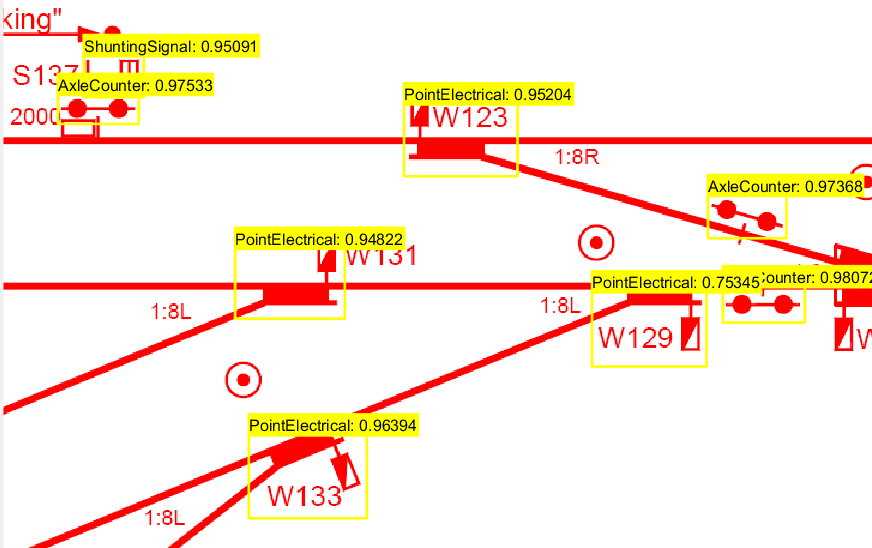 king"
ShuntingSignal: 0.95091
S137
AxleCounter: 0.97533
2000
PointElectrical: 0.95204
W123
1:8R
AxleCounter: 0.97368
PointElectrical: 0.94822
W131
1:8L
PointElectrical: 0.75345
Counter: 0.98072
1:8L
W129
W
PointElectrical: 0.96394
W133
1:8L